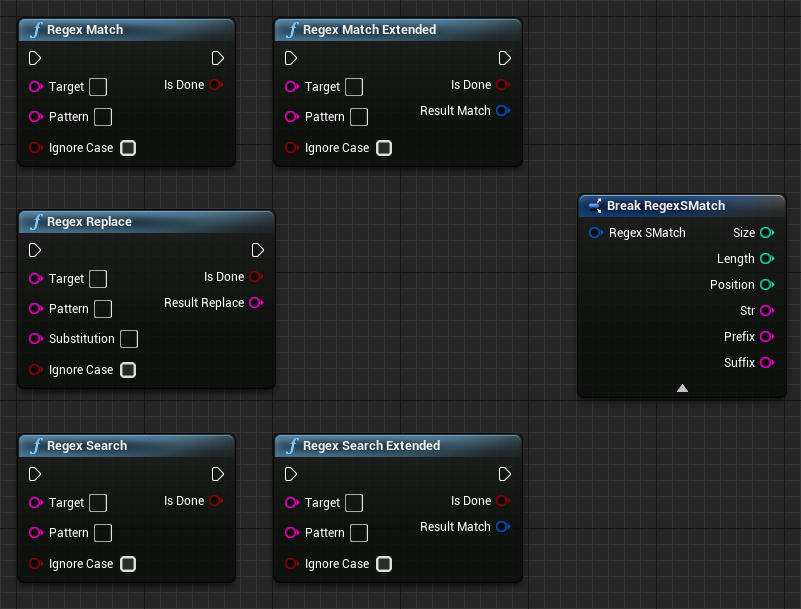 Regex Match
Target
Is Done
Pattern
Ignore Case
Regex Match Extended
Target
Is Done
Pattern
Result Match
Ignore Case
Regex Replace
Target
Is Done
Pattern
Result Replace
Substitution
Ignore Case
Break RegexSMatch
Regex SMatch
Size
Length
Position
Str
Prefix
Suffix
Regex Search
Target
Is Done
Pattern
Ignore Case
Regex Search Extended
Target
Is Done
Pattern
Result Match
Ignore Case